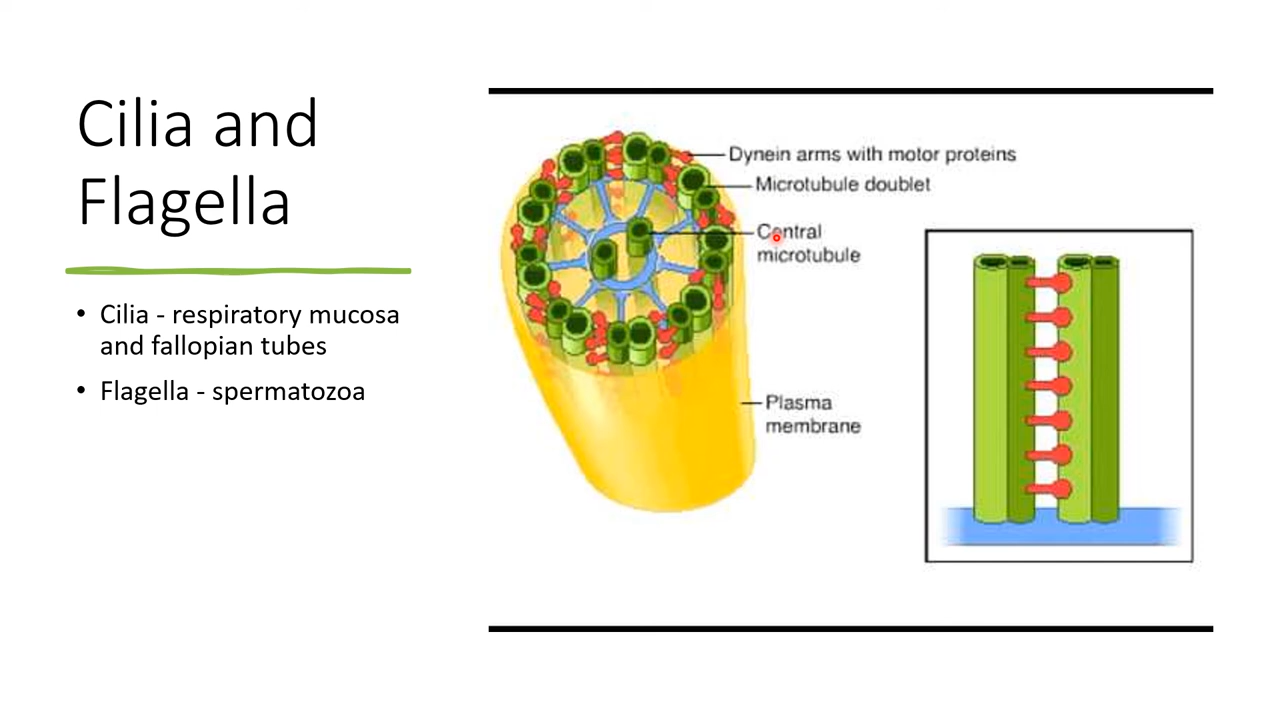 Cilia and
Flagella
• Cilia - respiratory mucosa
and fallopian tubes
• Flagella - spermatozoa
Dynein arms with motor proteins
Microtubule doublet
Central
microtubule
Plasma
membrane